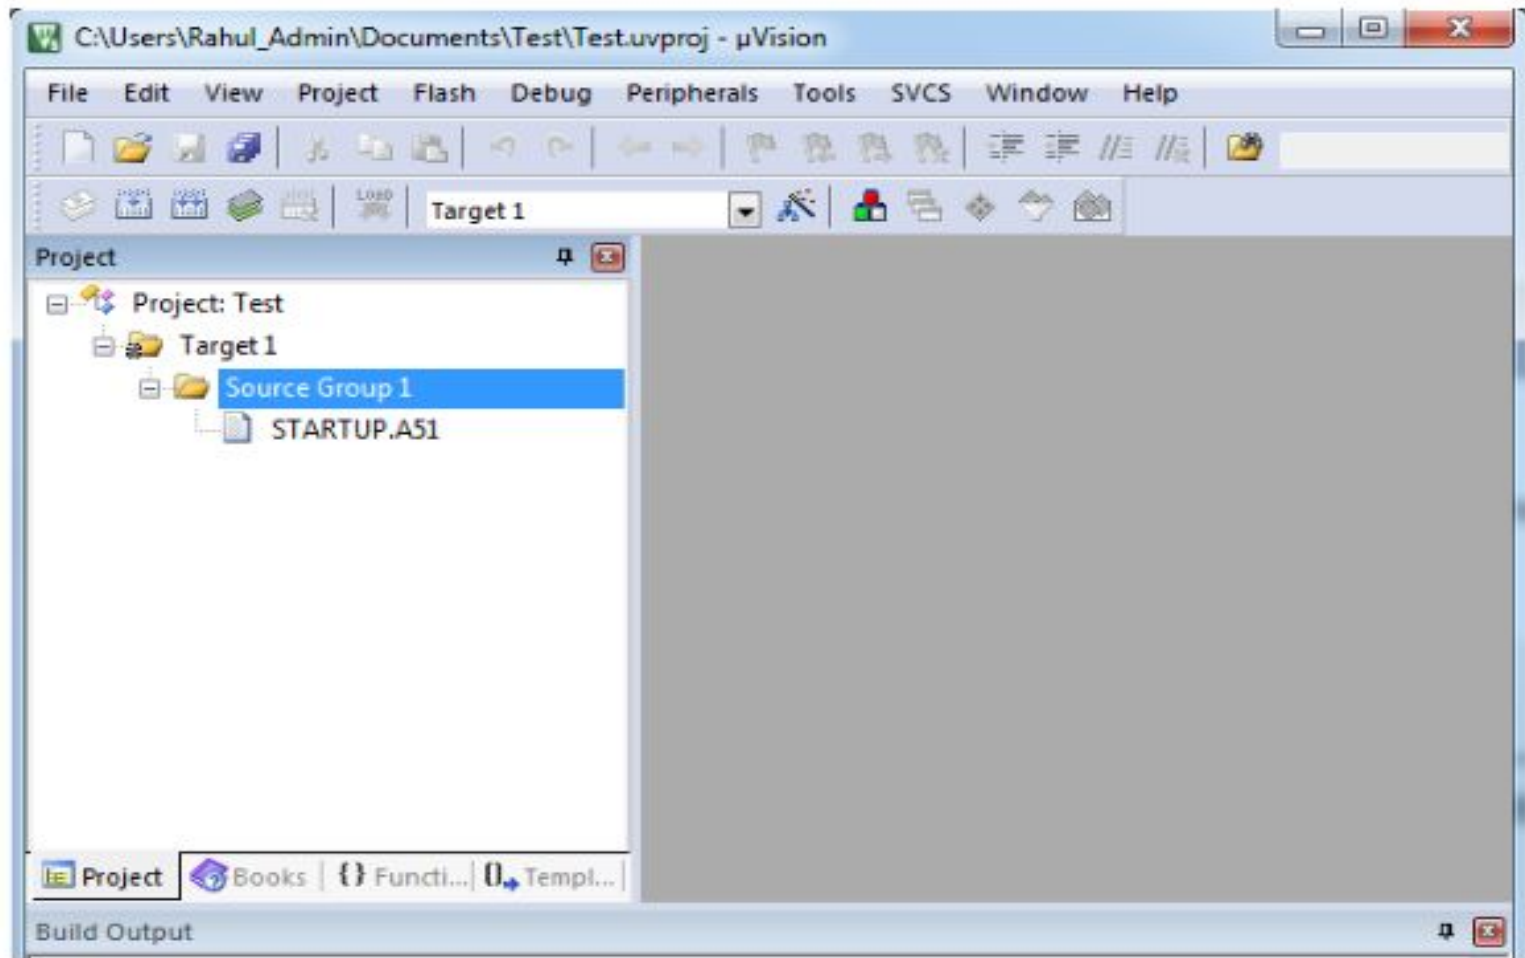 C:\Users\Rahul_Admin\Documents\Test\Test.uvproj - µVision
File Edit View Project Flash Debug Peripherals Tools SVCS Window Help
LOAD Target 1
Project
Project: Test
Target 1
Source Group 1
STARTUP.A51
Project Books {} Functi... Templ...
Build Output